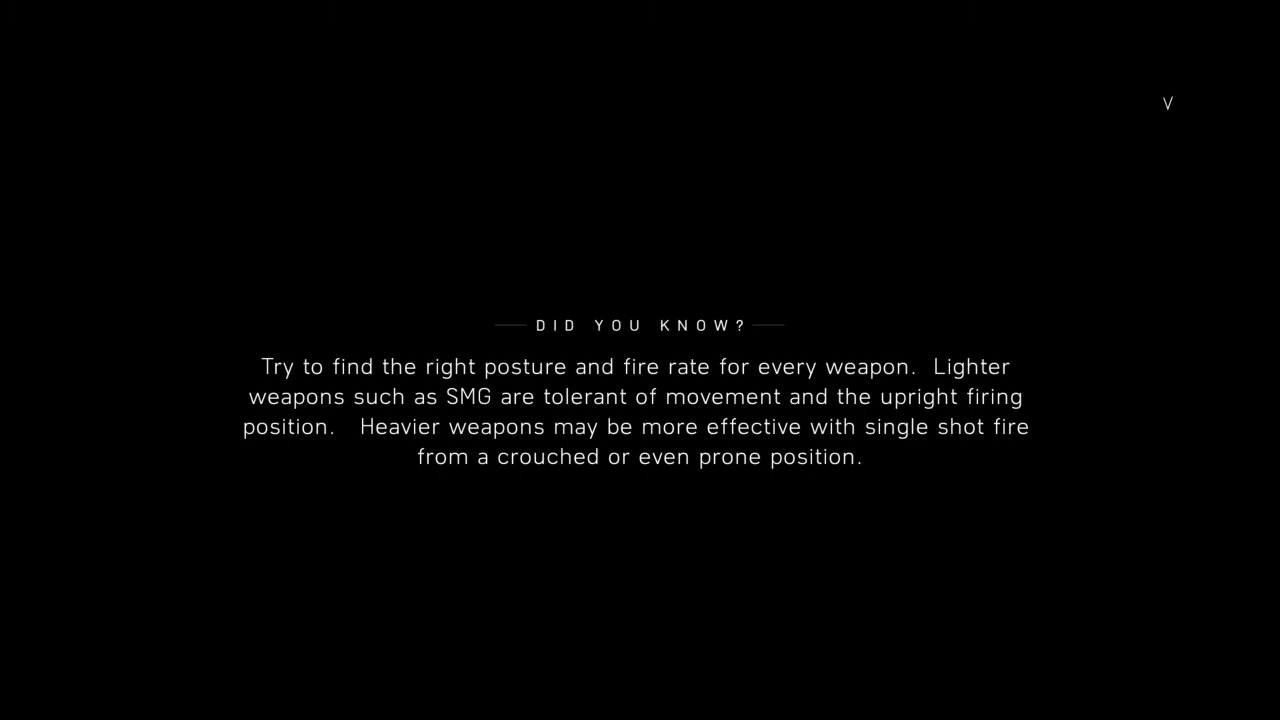 V
DID YOU KNOW?
Try to find the right posture and fire rate for every weapon.  Lighter
weapons such as SMG are tolerant of movement and the upright firing
position.   Heavier weapons may be more effective with single shot fire
from a crouched or even prone position.